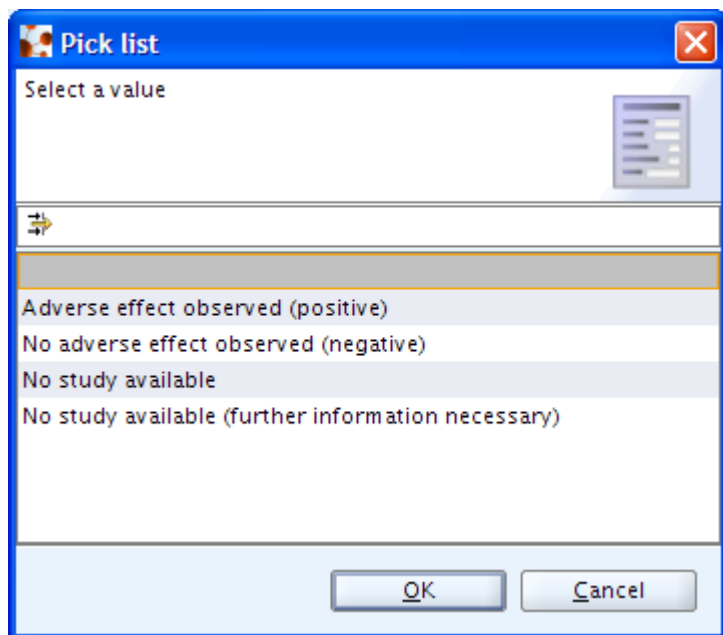 Pick list
Select a value
Adverse effect observed (positive)
No adverse effect observed (negative)
No study available
No study available (further information necessary)
OK
Cancel